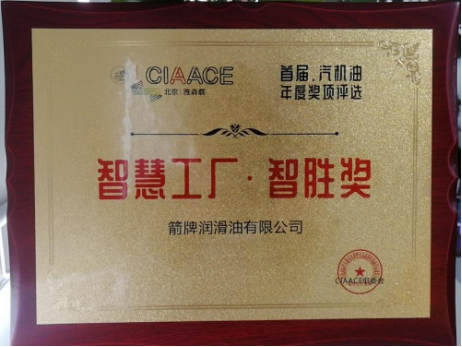 CIAACE
北京|雅森展
首届.汽机油
年度奖项评选
智慧工厂·智胜奖
箭牌润滑油有限公司
CIAACE组委会